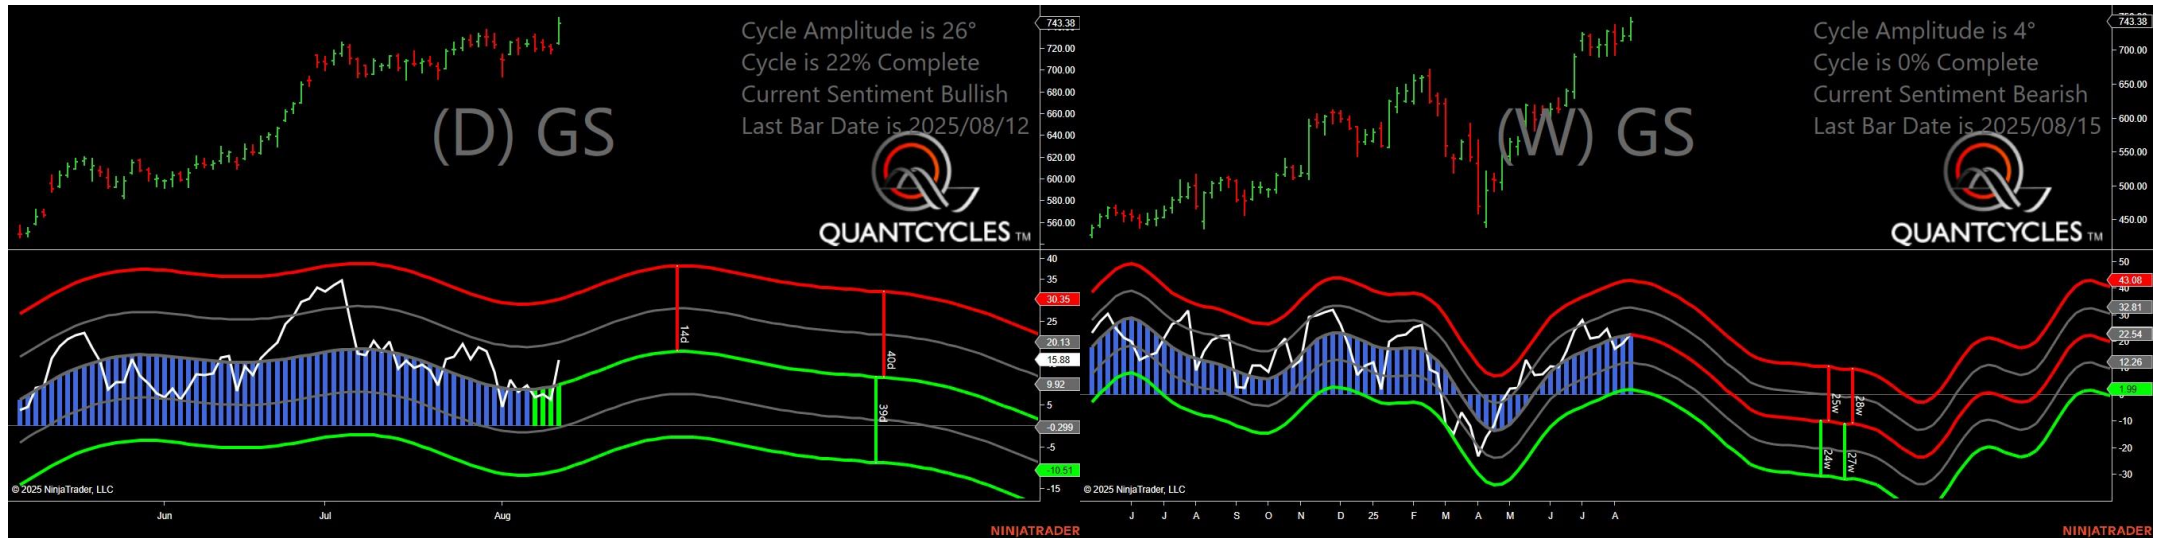 (D) GS
Cycle Amplitude is 26°
Cycle is 22% Complete
Current Sentiment Bullish
Last Bar Date is 2025/08/12
QUANTCYCLES TM
743.38
720.00
700.00
680.00
660.00
640.00
620.00
600.00
580.00
560.00
40
35
30.35
25
20.13
15.88
9.92
5
-0.299
-5
-10.51
-15
14d
40d
39d
© 2025 NinjaTrader, LLC
Jun
Jul
Aug
NINJATRADER
(W) GS
Cycle Amplitude is 4°
Cycle is 0% Complete
Current Sentiment Bearish
Last Bar Date is 2025/08/15
QUANTCYCLES TM
743.38
700.00
650.00
600.00
550.00
500.00
450.00
50
43.08
40
32.81
30
22.54
20
12.26
1.99
-10
-20
-30
25w
28w
24w
27w
© 2025 NinjaTrader, LLC
J
J
A
S
O
N
D
25
F
M
A
M
J
J
A
NINJATRADER